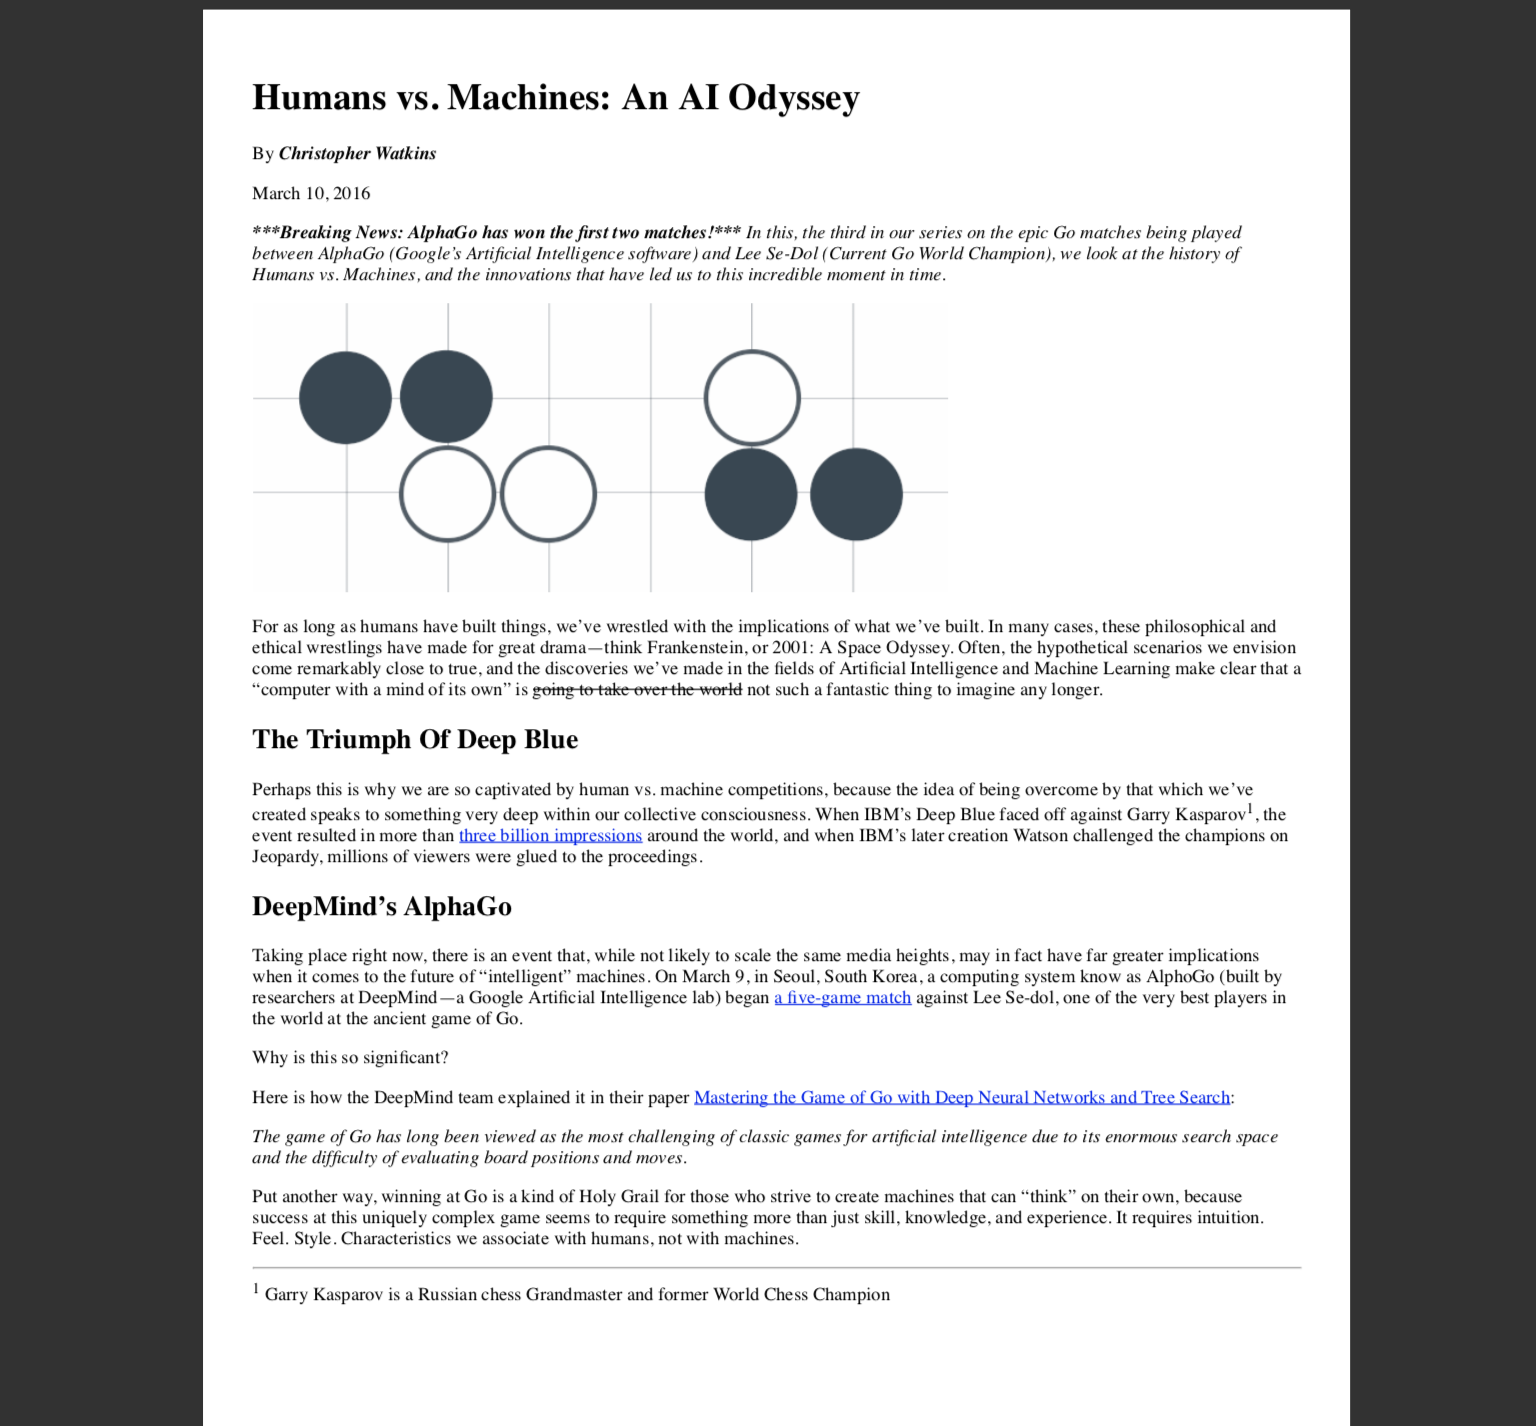 Humans vs. Machines: An AI Odyssey
By Christopher Watkins
March 10, 2016
***Breaking News: AlphaGo has won the first two matches!*** In this, the third in our series on the epic Go matches being played
between AlphaGo (Google’s Artificial Intelligence software) and Lee Se-Dol (Current Go World Champion), we look at the history of
Humans vs. Machines, and the innovations that have led us to this incredible moment in time.
For as long as humans have built things, we’ve wrestled with the implications of what we’ve built. In many cases, these philosophical and
ethical wrestlings have made for great drama—think Frankenstein, or 2001: A Space Odyssey. Often, the hypothetical scenarios we envision
come remarkably close to true, and the discoveries we’ve made in the fields of Artificial Intelligence and Machine Learning make clear that a
“computer with a mind of its own” is going to take over the world not such a fantastic thing to imagine any longer.
The Triumph Of Deep Blue
Perhaps this is why we are so captivated by human vs. machine competitions, because the idea of being overcome by that which we’ve
created speaks to something very deep within our collective consciousness. When IBM’s Deep Blue faced off against Garry Kasparov1, the
event resulted in more than three billion impressions around the world, and when IBM’s later creation Watson challenged the champions on
Jeopardy, millions of viewers were glued to the proceedings.
DeepMind’s AlphaGo
Taking place right now, there is an event that, while not likely to scale the same media heights, may in fact have far greater implications
when it comes to the future of “intelligent” machines. On March 9, in Seoul, South Korea, a computing system know as AlphoGo (built by
researchers at DeepMind—a Google Artificial Intelligence lab) began a five-game match against Lee Se-dol, one of the very best players in
the world at the ancient game of Go.
Why is this so significant?
Here is how the DeepMind team explained it in their paper Mastering the Game of Go with Deep Neural Networks and Tree Search:
The game of Go has long been viewed as the most challenging of classic games for artificial intelligence due to its enormous search space
and the difficulty of evaluating board positions and moves.
Put another way, winning at Go is a kind of Holy Grail for those who strive to create machines that can “think” on their own, because
success at this uniquely complex game seems to require something more than just skill, knowledge, and experience. It requires intuition.
Feel. Style. Characteristics we associate with humans, not with machines.
1 Garry Kasparov is a Russian chess Grandmaster and former World Chess Champion